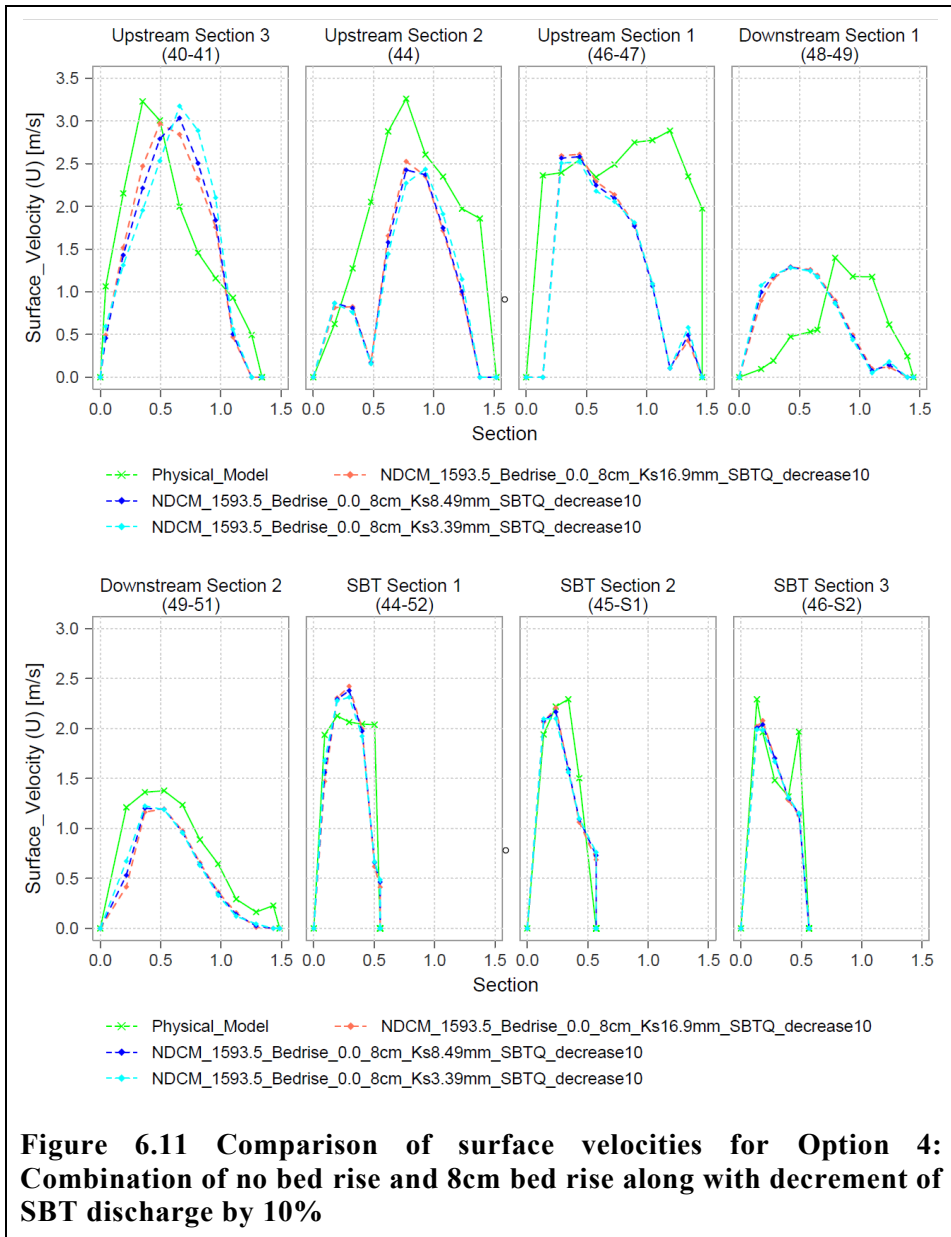 Upstream Section 3 Upstream Section 2 Upstream Section 1 Downstream Section 1
(40-41) (44) (46-47) (48-49)
Surface_Velocity (U) [m/s]
3.5
3.0
2.5
2.0
1.5
1.0
0.5
0.0
0.0 0.5 1.0 1.5 0.0 0.5 1.0 1.5 0.0 0.5 1.0 1.5 0.0 0.5 1.0 1.5
Section
Physical_Model NDCM_1593.5_Bedrise_0.0_8cm_Ks16.9mm_SBTQ_decrease10
NDCM_1593.5_Bedrise_0.0_8cm_Ks8.49mm_SBTQ_decrease10
NDCM_1593.5_Bedrise_0.0_8cm_Ks3.39mm_SBTQ_decrease10
Downstream Section 2 SBT Section 1 SBT Section 2 SBT Section 3
(49-51) (44-52) (45-S1) (46-S2)
Surface_Velocity (U) [m/s]
3.0
2.5
2.0
1.5
1.0
0.5
0.0
0.0 0.5 1.0 1.5 0.0 0.5 1.0 1.5 0.0 0.5 1.0 1.5 0.0 0.5 1.0 1.5
Section
Physical_Model NDCM_1593.5_Bedrise_0.0_8cm_Ks16.9mm_SBTQ_decrease10
NDCM_1593.5_Bedrise_0.0_8cm_Ks8.49mm_SBTQ_decrease10
NDCM_1593.5_Bedrise_0.0_8cm_Ks3.39mm_SBTQ_decrease10
Figure 6.11 Comparison of surface velocities for Option 4:
Combination of no bed rise and 8cm bed rise along with decrement of
SBT discharge by 10%